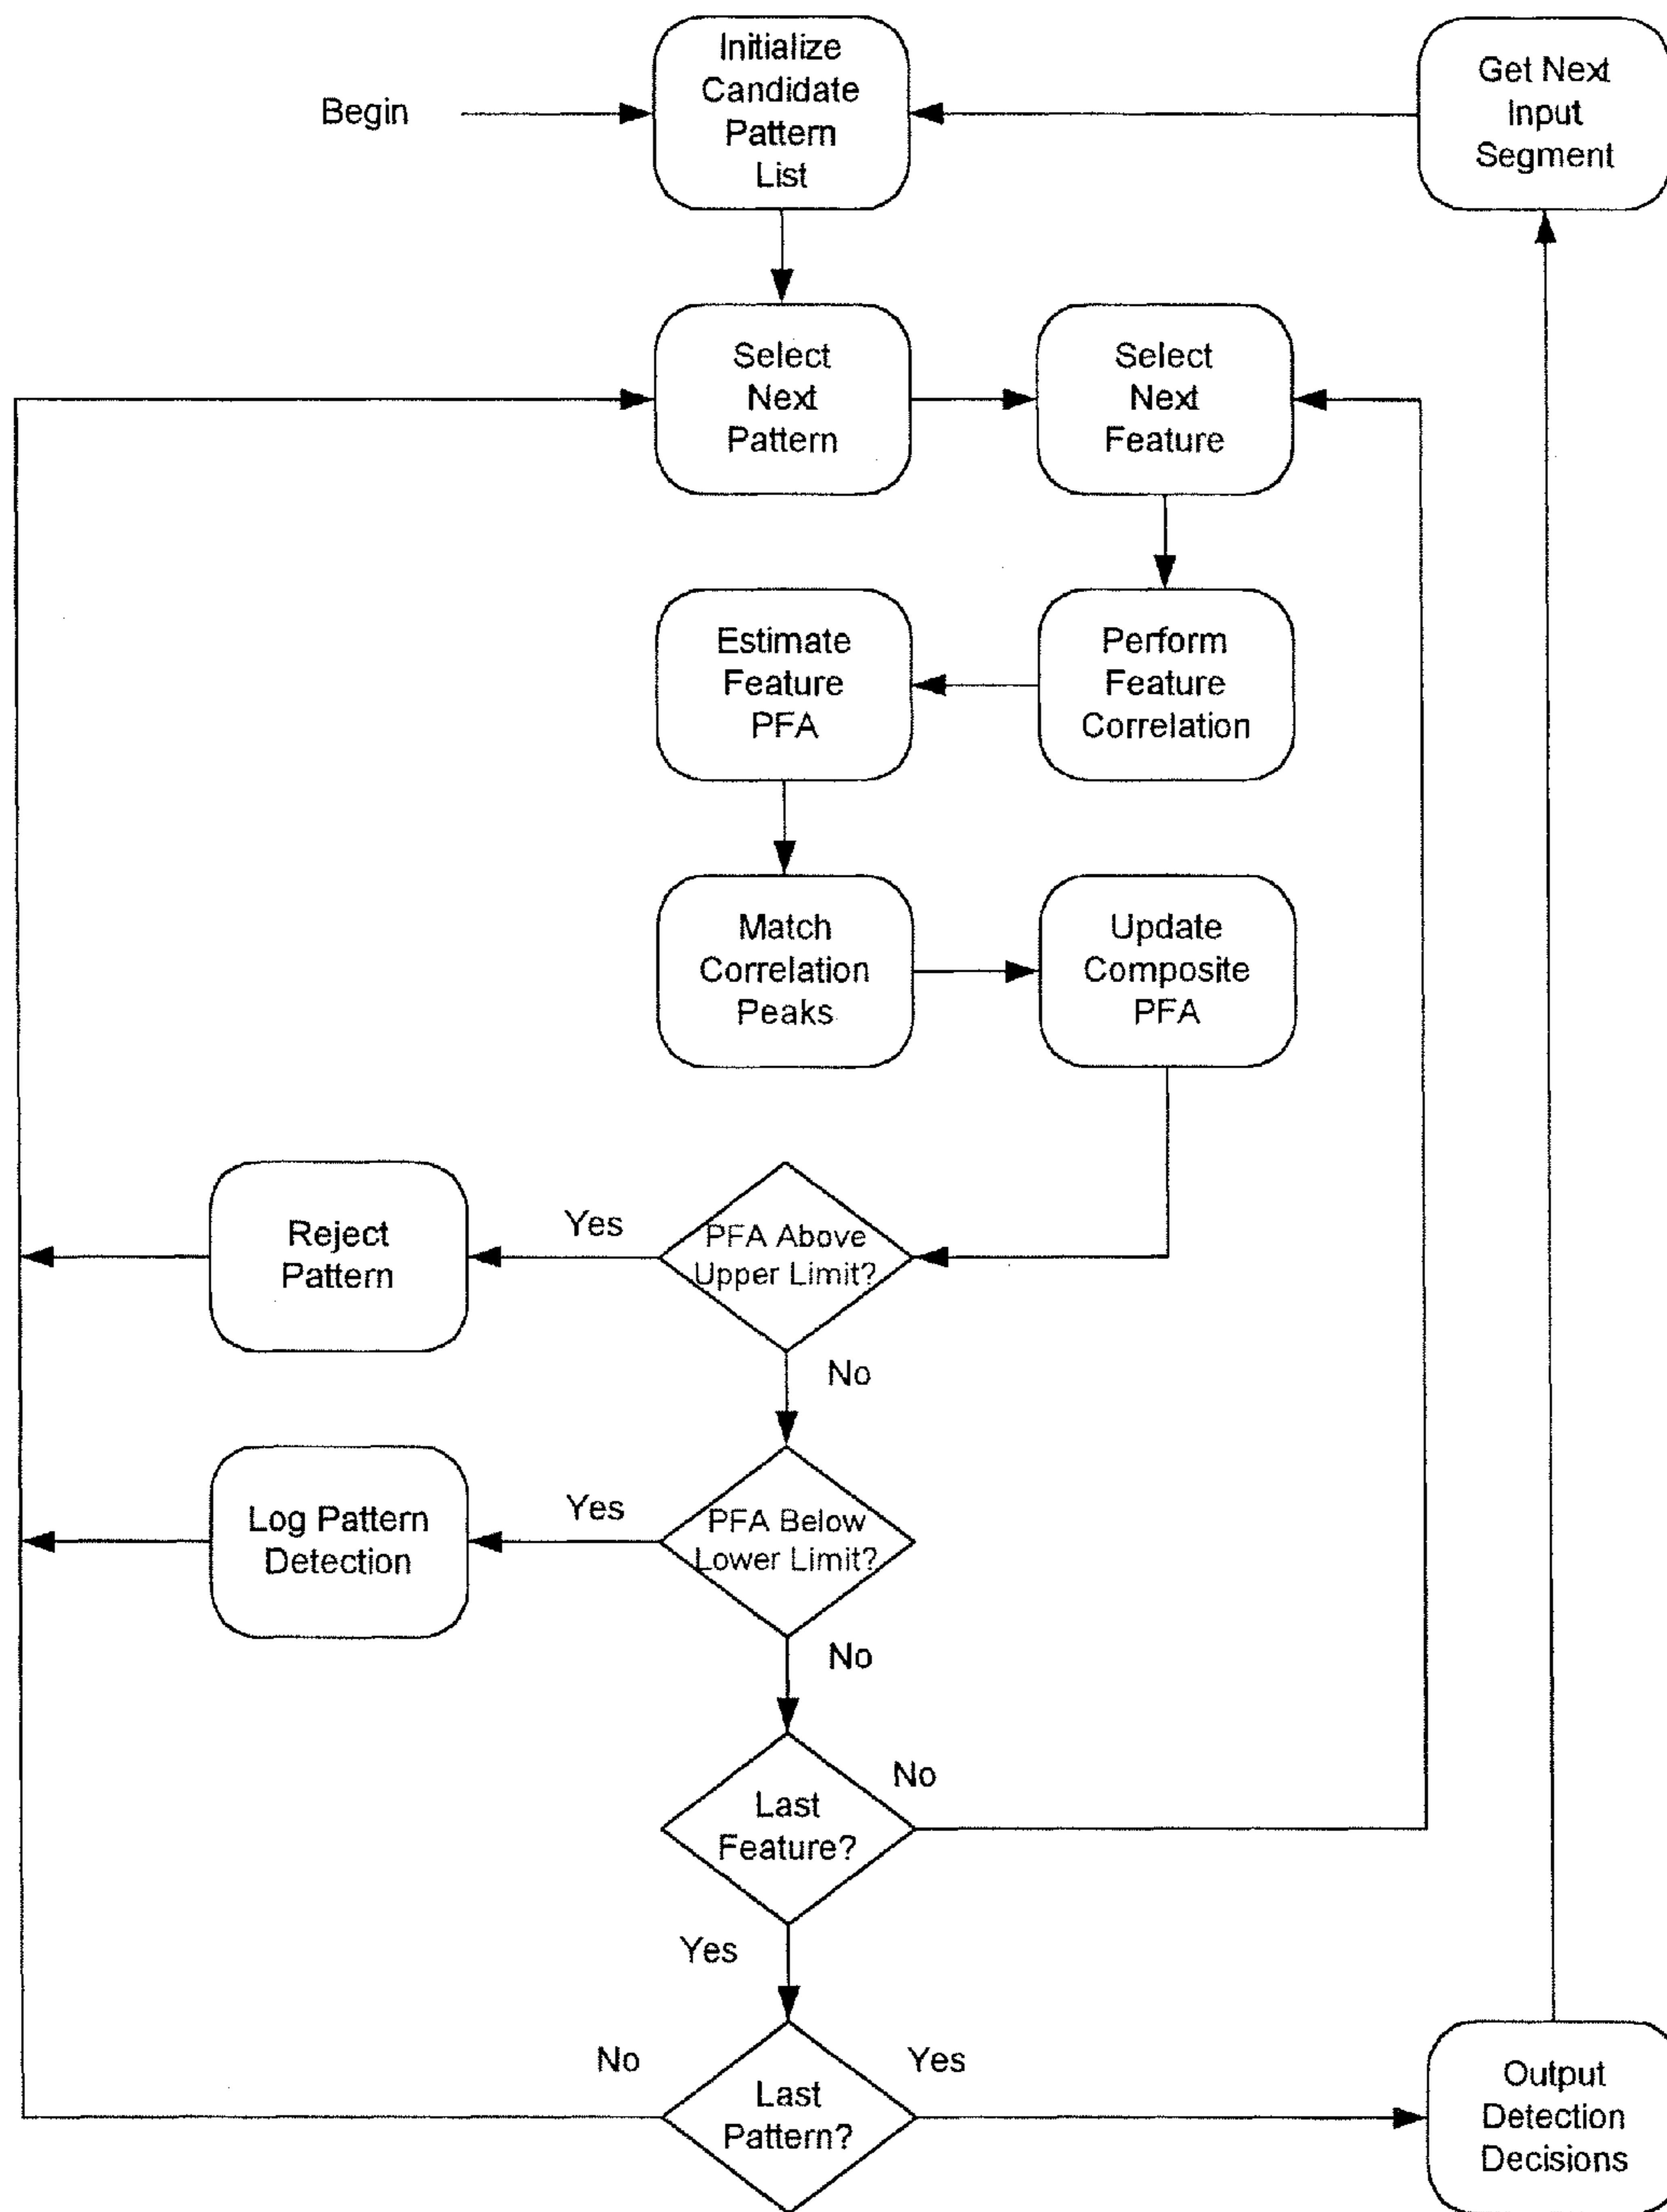 Initialize
Candidate
Pattern
List
Begin
Get Next
Input
Segment
Select
Next
Pattern
Select
Next
Feature
Estimate
Feature
PFA
Perform
Feature
Correlation
Match
Correlation
Peaks
Update
Composite
PFA
Reject
Pattern
Yes
PFA Above
Upper Limit?
No
Log Pattern
Detection
Yes
PFA Below
Lower Limit?
No
Last
Feature?
No
Yes
No
Last
Pattern?
Yes
Output
Detection
Decisions